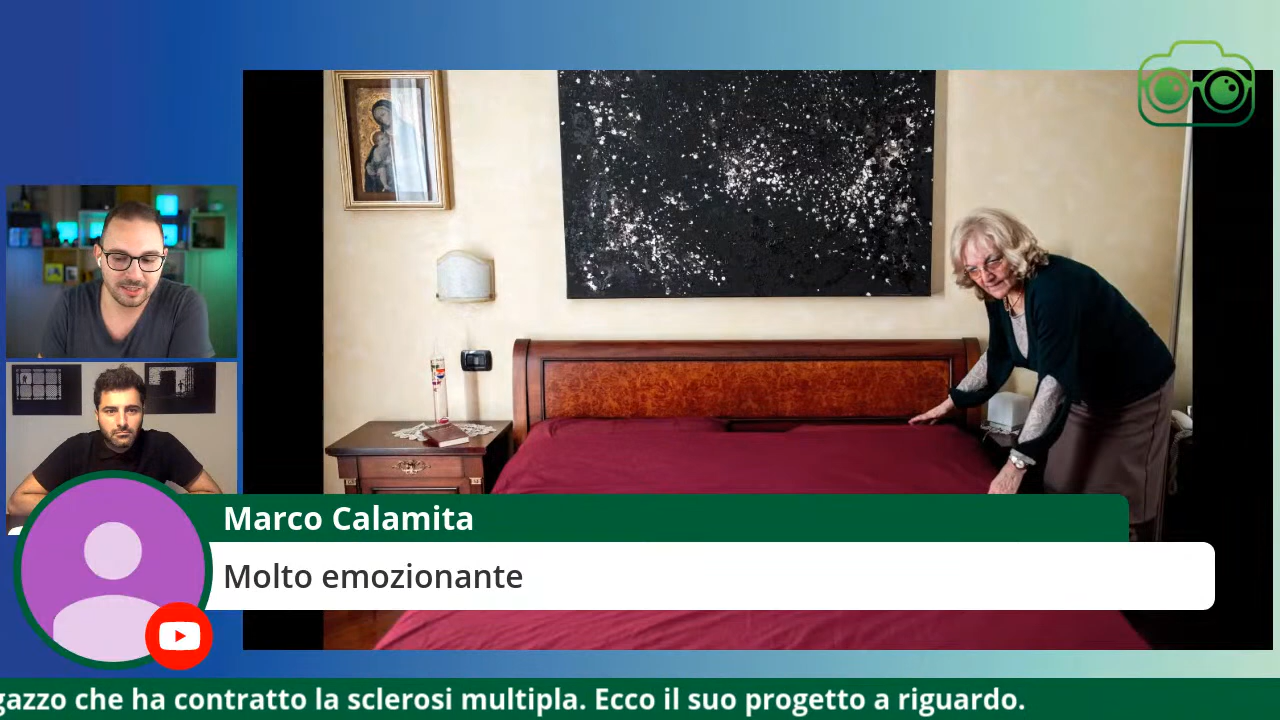 Marco Calamita
Molto emozionante
gazzo che ha contratto la sclerosi multipla. Ecco il suo progetto a riguardo.